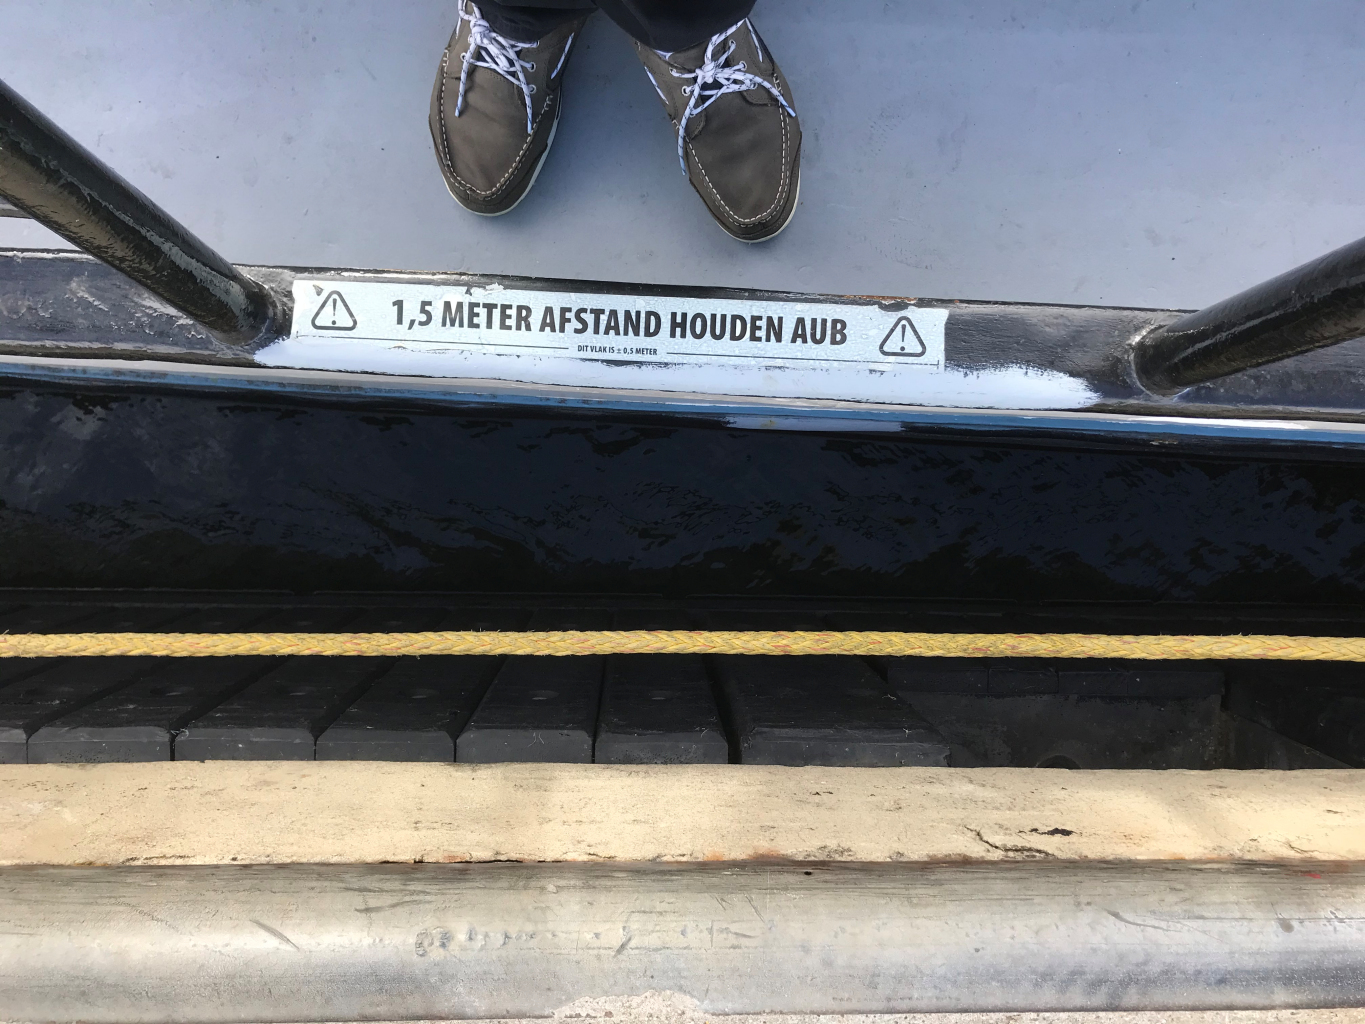 1,5 METER AFSTAND HOUDEN AUB
DIT VLAK IS ± 0,5 METER